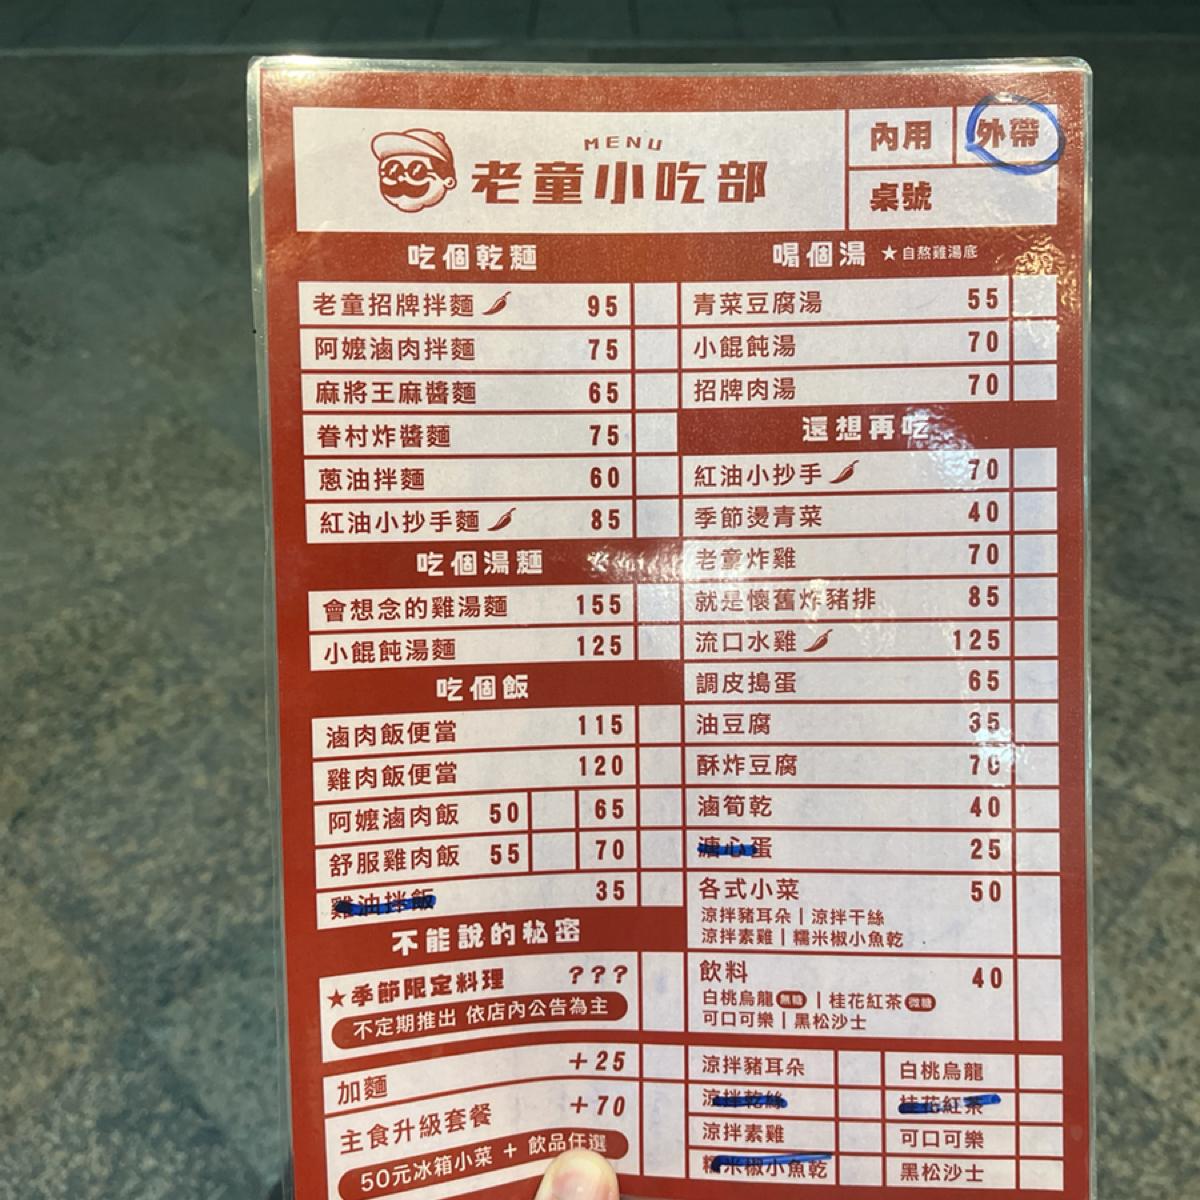 MENU
老童小吃部
內用
外帶
桌號
吃個乾麵
老童招牌拌麵 95
阿嬤滷肉拌麵 75
麻將王麻醬麵 65
眷村炸醬麵 75
蔥油拌麵 60
紅油小抄手麵 85
吃個湯麵
會想念的雞湯麵 155
小餛飩湯麵 125
吃個飯
滷肉飯便當 115
雞肉飯便當 120
阿嬤滷肉飯 50 65
舒服雞肉飯 55 70
雞油拌飯 35
不能說的秘密
★季節限定料理 ???
不定期推出 依店內公告為主
加麵 +25
主食升級套餐 +70
50元冰箱小菜 + 飲品任選
喝個湯 ★自熬雞湯底
青菜豆腐湯 55
小餛飩湯 70
招牌肉湯 70
還想再吃
紅油小抄手 70
季節燙青菜 40
老童炸雞 70
就是懷舊炸豬排 85
流口水雞 125
調皮搗蛋 65
油豆腐 35
酥炸豆腐 70
滷筍乾 40
溏心蛋 25
各式小菜 50
涼拌豬耳朵 | 涼拌干絲
涼拌素雞 | 糯米椒小魚乾
飲料 40
白桃烏龍 無糖 | 桂花紅茶 微糖
可口可樂 | 黑松沙士
涼拌豬耳朵 白桃烏龍
涼拌乾絲 桂花紅茶
涼拌素雞 可口可樂
糯米椒小魚乾 黑松沙士